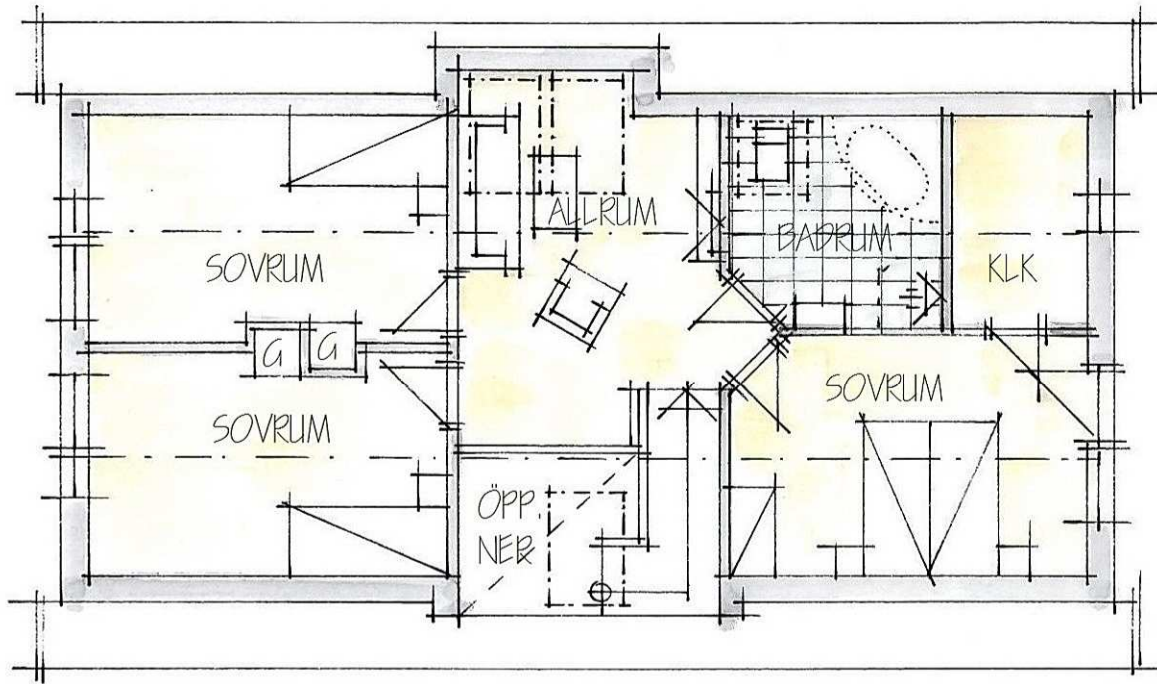 ALLRUM
BADRUM
SOVRUM
KLK
G G
SOVRUM
SOVRUM
ÖPP.
NER